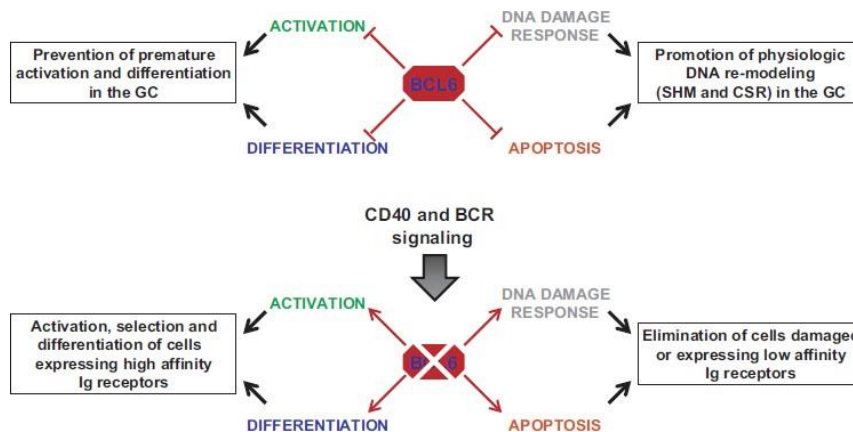 ACTIVATION
DNA DAMAGE
RESPONSE
Prevention of premature
activation and differentiation
in the GC
BCL6
Promotion of physiologic
DNA re-modeling
(SHM and CSR) in the GC
DIFFERENTIATION
APOPTOSIS
CD40 and BCR
signaling
ACTIVATION
DNA DAMAGE
RESPONSE
Activation, selection and
differentiation of cells
expressing high affinity
Ig receptors
BCL6
Elimination of cells damaged
or expressing low affinity
Ig receptors
DIFFERENTIATION
APOPTOSIS